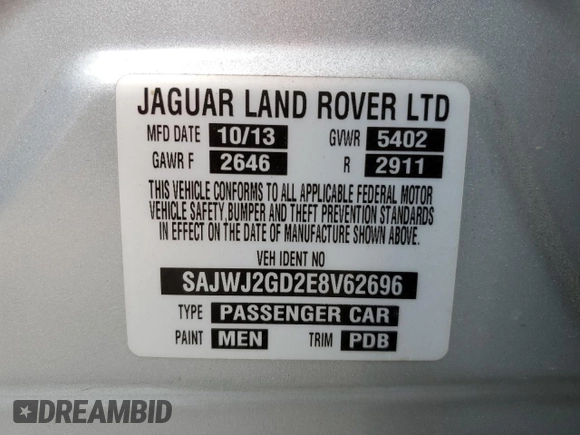 JAGUAR LAND ROVER LTD
MFD DATE 10/13 GVWR 5402
GAWR F 2646 R 2911
THIS VEHICLE CONFORMS TO ALL APPLICABLE FEDERAL MOTOR
VEHICLE SAFETY,BUMPER AND THEFT PREVENTION STANDARDS
IN EFFECT ON THE DATE OF MANUFACTURE SHOWN ABOVE.
VEH IDENT NO
SAJWJ2GD2E8V62696
TYPE PASSENGER CAR
PAINT MEN TRIM PDB
DREAMBID